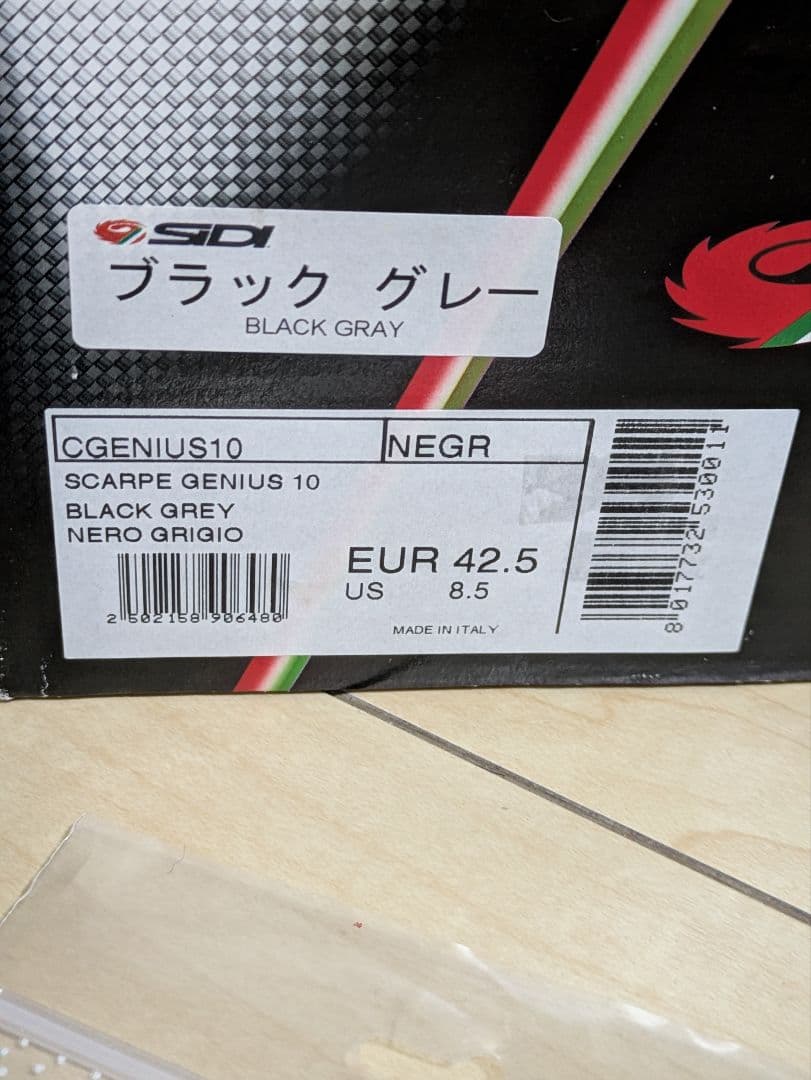 SIDI
ブラック グレー
BLACK GRAY
CGENIUS10 NEGR
SCARPE GENIUS 10
BLACK GREY
NERO GRIGIO
EUR 42.5
US 8.5
2 502158 906480
MADE IN ITALY
8 017732 530011